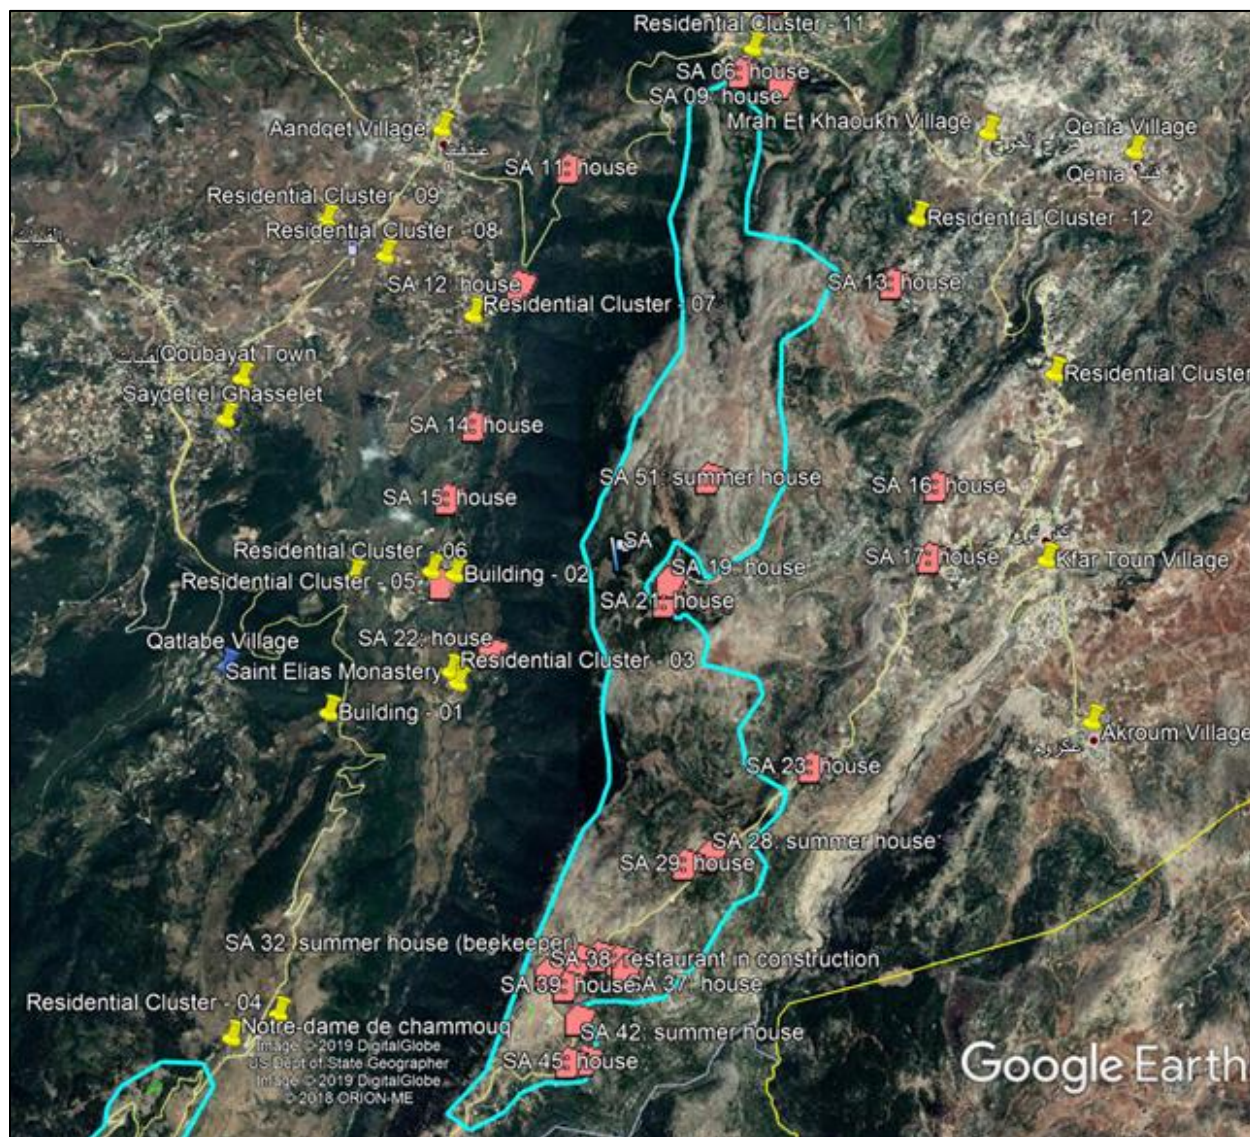 Residential Cluster - 11
SA 06: house
SA 09: house
Mrah Et Khaoukh Village
Qenia Village
Aandqet Village
عندقت
SA 11: house
Qenia
Residential Cluster - 09
Residential Cluster - 12
Residential Cluster - 08
القبيات
SA 12: house
SA 13: house
Residential Cluster - 07
Qoubayat Town
Residential Cluster
Saydet el Ghasselet
SA 14: house
SA 51: summer house
SA 16: house
SA 15: house
SA
Residential Cluster - 06
SA 17: house
Kfar Toun Village
SA 19: house
Residential Cluster - 05
Building - 02
SA 21: house
Qatlabe Village
SA 22: house
Residential Cluster - 03
Saint Elias Monastery
Building - 01
Akroum Village
عكروم
SA 23: house
SA 28: summer house
SA 29: house
SA 32: summer house (beekeeper)
SA 38: restaurant in construction
SA 39: house
SA 37: house
Residential Cluster - 04
Notre-dame de chammouq
SA 42: summer house
Image © 2019 DigitalGlobe
US Dept of State Geographer
SA 45: house
Image © 2019 DigitalGlobe
© 2018 ORION-ME
Google Earth